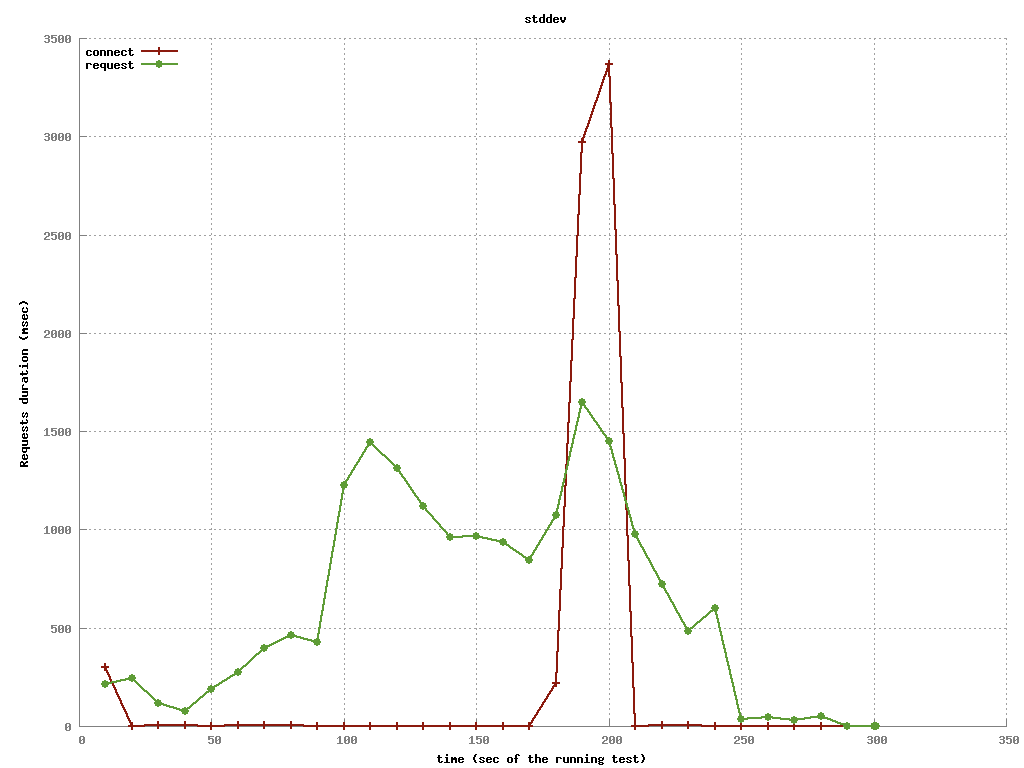 stddev
3500
connect
request
3000
2500
2000
Requests duration (msec)
1500
1000
500
0
0 50 100 150 200 250 300 350
time (sec of the running test)